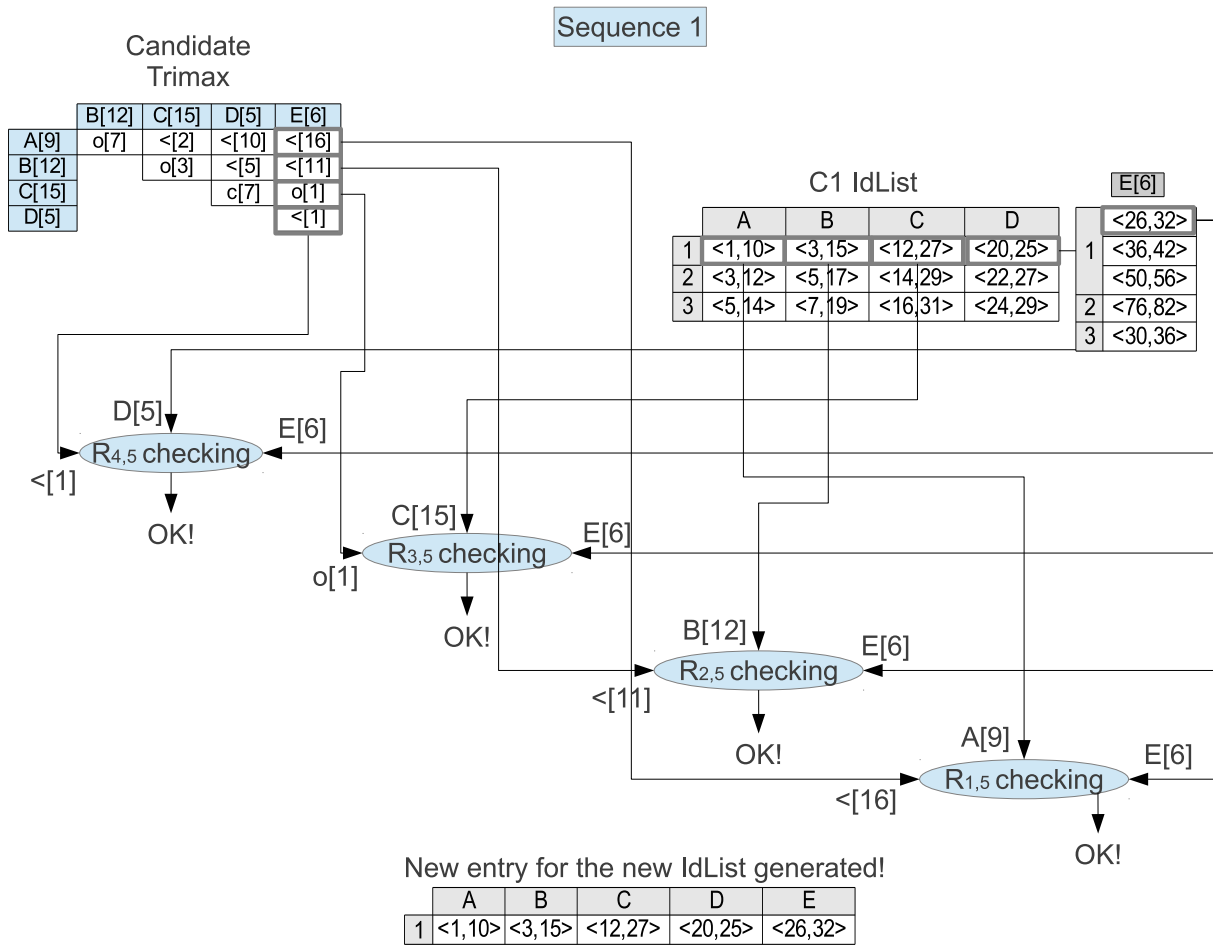 Sequence 1
Candidate
Trimax
B[12] C[15] D[5] E[6]
A[9] o[7] <[2] <[10] <[16]
B[12] o[3] <[5] <[11]
C[15] c[7] o[1]
D[5] <[1]
C1 IdList
E[6]
A B C D
1 <1,10> <3,15> <12,27> <20,25>
2 <3,12> <5,17> <14,29> <22,27>
3 <5,14> <7,19> <16,31> <24,29>
1 <26,32>
<36,42>
<50,56>
2 <76,82>
3 <30,36>
D[5]
E[6]
R4,5 checking
<[1]
OK!
C[15]
E[6]
R3,5 checking
o[1]
OK!
B[12]
E[6]
R2,5 checking
<[11]
OK!
A[9]
E[6]
R1,5 checking
<[16]
OK!
New entry for the new IdList generated!
A B C D E
1 <1,10> <3,15> <12,27> <20,25> <26,32>